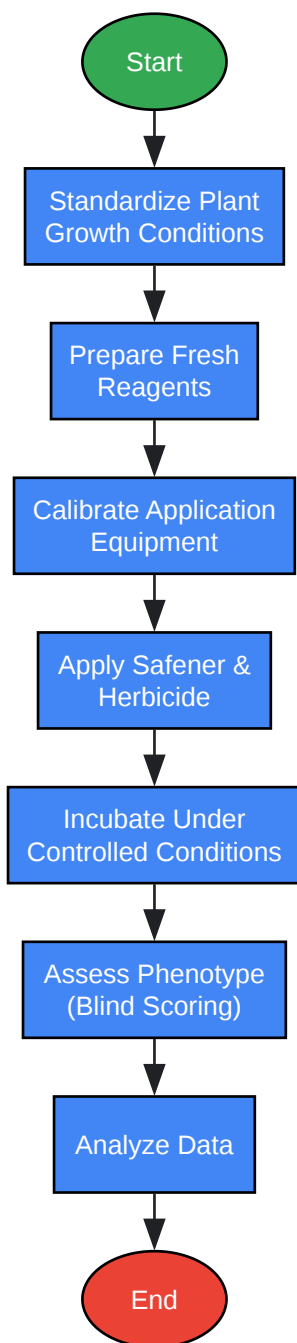 Start
Standardize Plant
Growth Conditions
Prepare Fresh
Reagents
Calibrate Application
Equipment
Apply Safener &
Herbicide
Incubate Under
Controlled Conditions
Assess Phenotype
(Blind Scoring)
Analyze Data
End